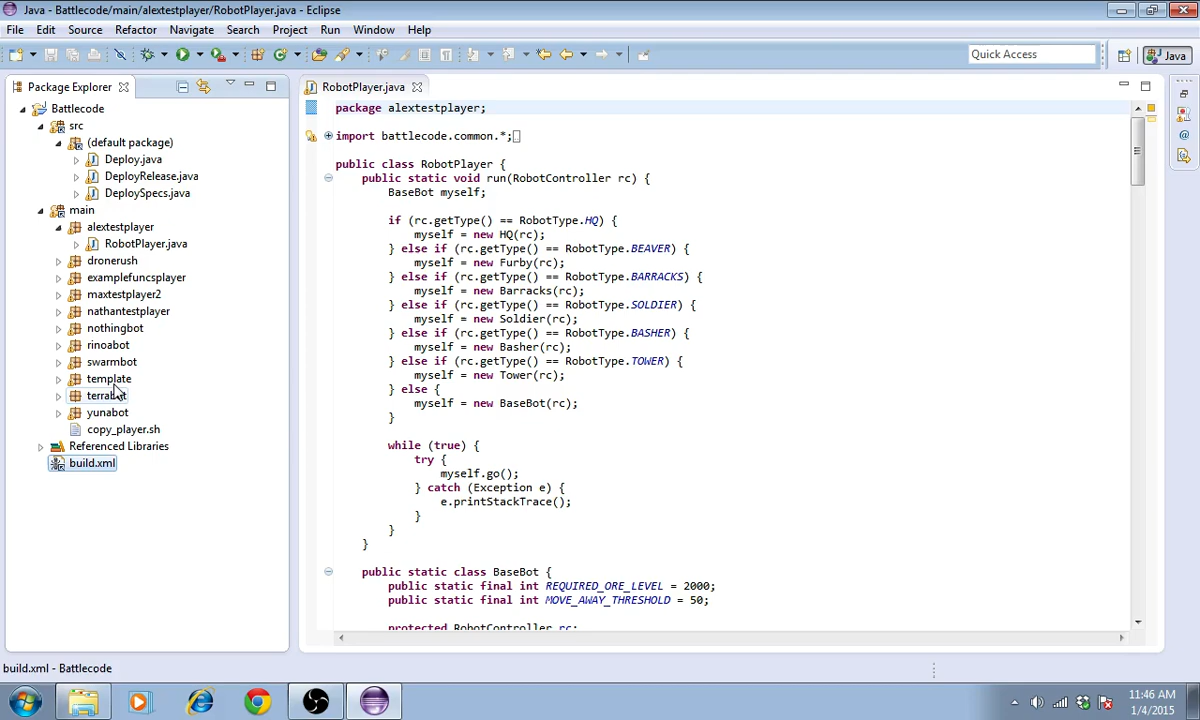 Java - Battlecode/main/alextestplayer/RobotPlayer.java - Eclipse
File Edit Source Refactor Navigate Search Project Run Window Help
Quick Access
Java
Package Explorer
Battlecode
src
(default package)
Deploy.java
DeployRelease.java
DeploySpecs.java
main
alextestplayer
RobotPlayer.java
dronerush
examplefuncsplayer
maxtestplayer2
nathantestplayer
nothingbot
rinoabot
swarmbot
template
yunabot
copy_player.sh
Referenced Libraries
build.xml
RobotPlayer.java
package alextestplayer;
import battlecode.common.*;
public class RobotPlayer {
public static void run(RobotController rc) {
BaseBot myself;
if (rc.getType() == RobotType.HQ) {
myself = new HQ(rc);
} else if (rc.getType() == RobotType.BEAVER) {
myself = new Furby(rc);
} else if (rc.getType() == RobotType.BARRACKS) {
myself = new Barracks(rc);
} else if (rc.getType() == RobotType.SOLDIER) {
myself = new Soldier(rc);
} else if (rc.getType() == RobotType.BASHER) {
myself = new Basher(rc);
} else if (rc.getType() == RobotType.TOWER) {
myself = new Tower(rc);
} else {
myself = new BaseBot(rc);
}
while (true) {
try {
myself.go();
} catch (Exception e) {
e.printStackTrace();
}
}
}
public static class BaseBot {
public static final int REQUIRED_ORE_LEVEL = 2000;
public static final int MOVE_AWAY_THRESHOLD = 50;
protected RobotController rc;
build.xml - Battlecode
11:46 AM
1/4/2015